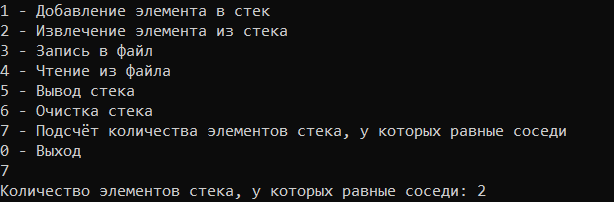 1 - Добавление элемента в стек
2 - Извлечение элемента из стека
3 - Запись в файл
4 - Чтение из файла
5 - Вывод стека
6 - Очистка стека
7 - Подсчёт количества элементов стека, у которых равные соседи
0 - Выход
7
Количество элементов стека, у которых равные соседи: 2